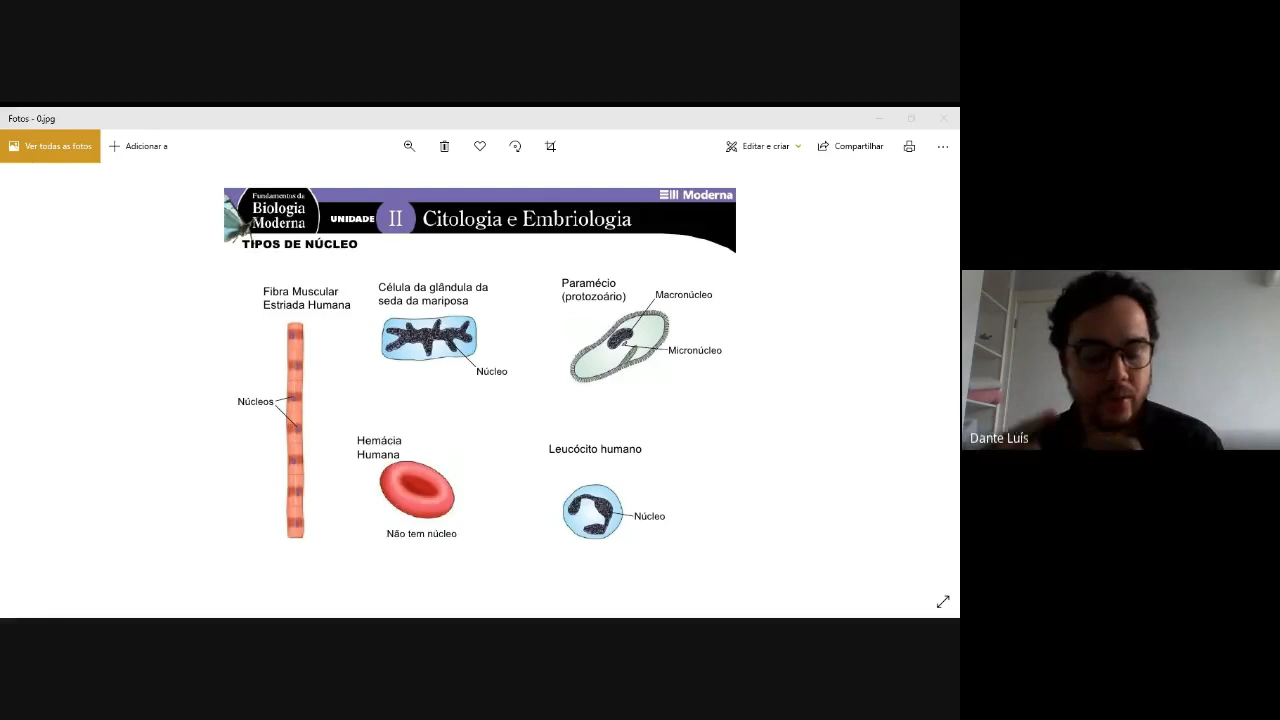 Fotos - 0.jpg
Ver todas as fotos
Adicionar a
Editar e criar
Compartilhar
Fundamentos da
Biologia
Moderna
UNIDADE II Citologia e Embriologia
Moderna
TIPOS DE NÚCLEO
Fibra Muscular
Estriada Humana
Núcleos
Célula da glândula da
seda da mariposa
Núcleo
Paramécio
(protozoário)
Macronúcleo
Micronúcleo
Hemácia
Humana
Não tem núcleo
Leucócito humano
Núcleo
Dante Luís